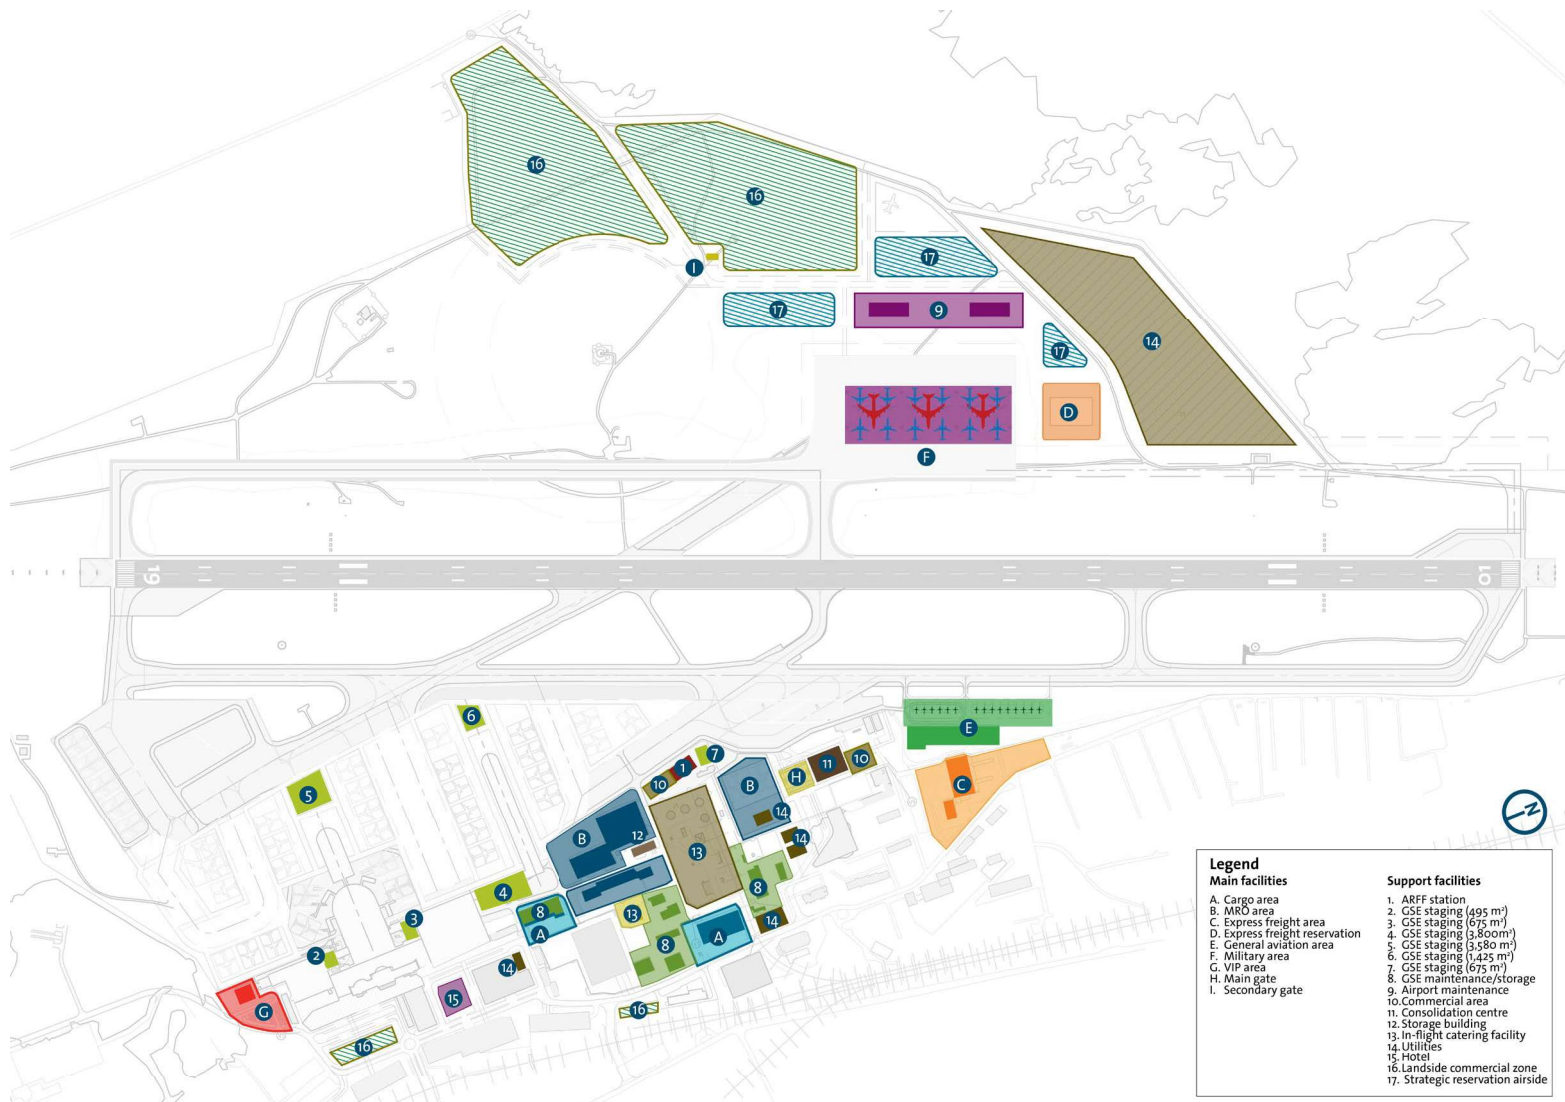 16
16
17
I
17
9
17
14
D
F
19
01
6
E
7
1
10
H
11
10
5
B
C
14
N
12
B
14
13
4
8
8
13
3
A
14
A
8
2
14
15
G
16
16
Legend
Main facilities
A. Cargo area
B. MRO area
C. Express freight area
D. Express freight reservation
E. General aviation area
F. Military area
G. VIP area
H. Main gate
I. Secondary gate
Support facilities
1. ARFF station
2. GSE staging (495 m²)
3. GSE staging (675 m²)
4. GSE staging (3,800m²)
5. GSE staging (3,580 m²)
6. GSE staging (1,425 m²)
7. GSE staging (675 m²)
8. GSE maintenance/storage
9. Airport maintenance
10.Commercial area
11. Consolidation centre
12. Storage building
13. In-flight catering facility
14. Utilities
15. Hotel
16.Landside commercial zone
17. Strategic reservation airside